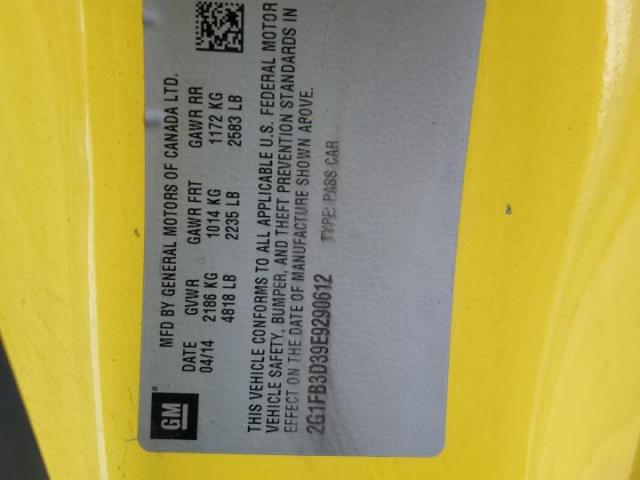 GM
MFD BY GENERAL MOTORS OF CANADA LTD.
DATE GVWR GAWR FRT GAWR RR
04/14 2186 KG 1014 KG 1172 KG
4818 LB 2235 LB 2583 LB
THIS VEHICLE CONFORMS TO ALL APPLICABLE U.S. FEDERAL MOTOR
VEHICLE SAFETY, BUMPER, AND THEFT PREVENTION STANDARDS IN
EFFECT ON THE DATE OF MANUFACTURE SHOWN ABOVE.
2G1FB3D39E9290612 TYPE: PASS CAR